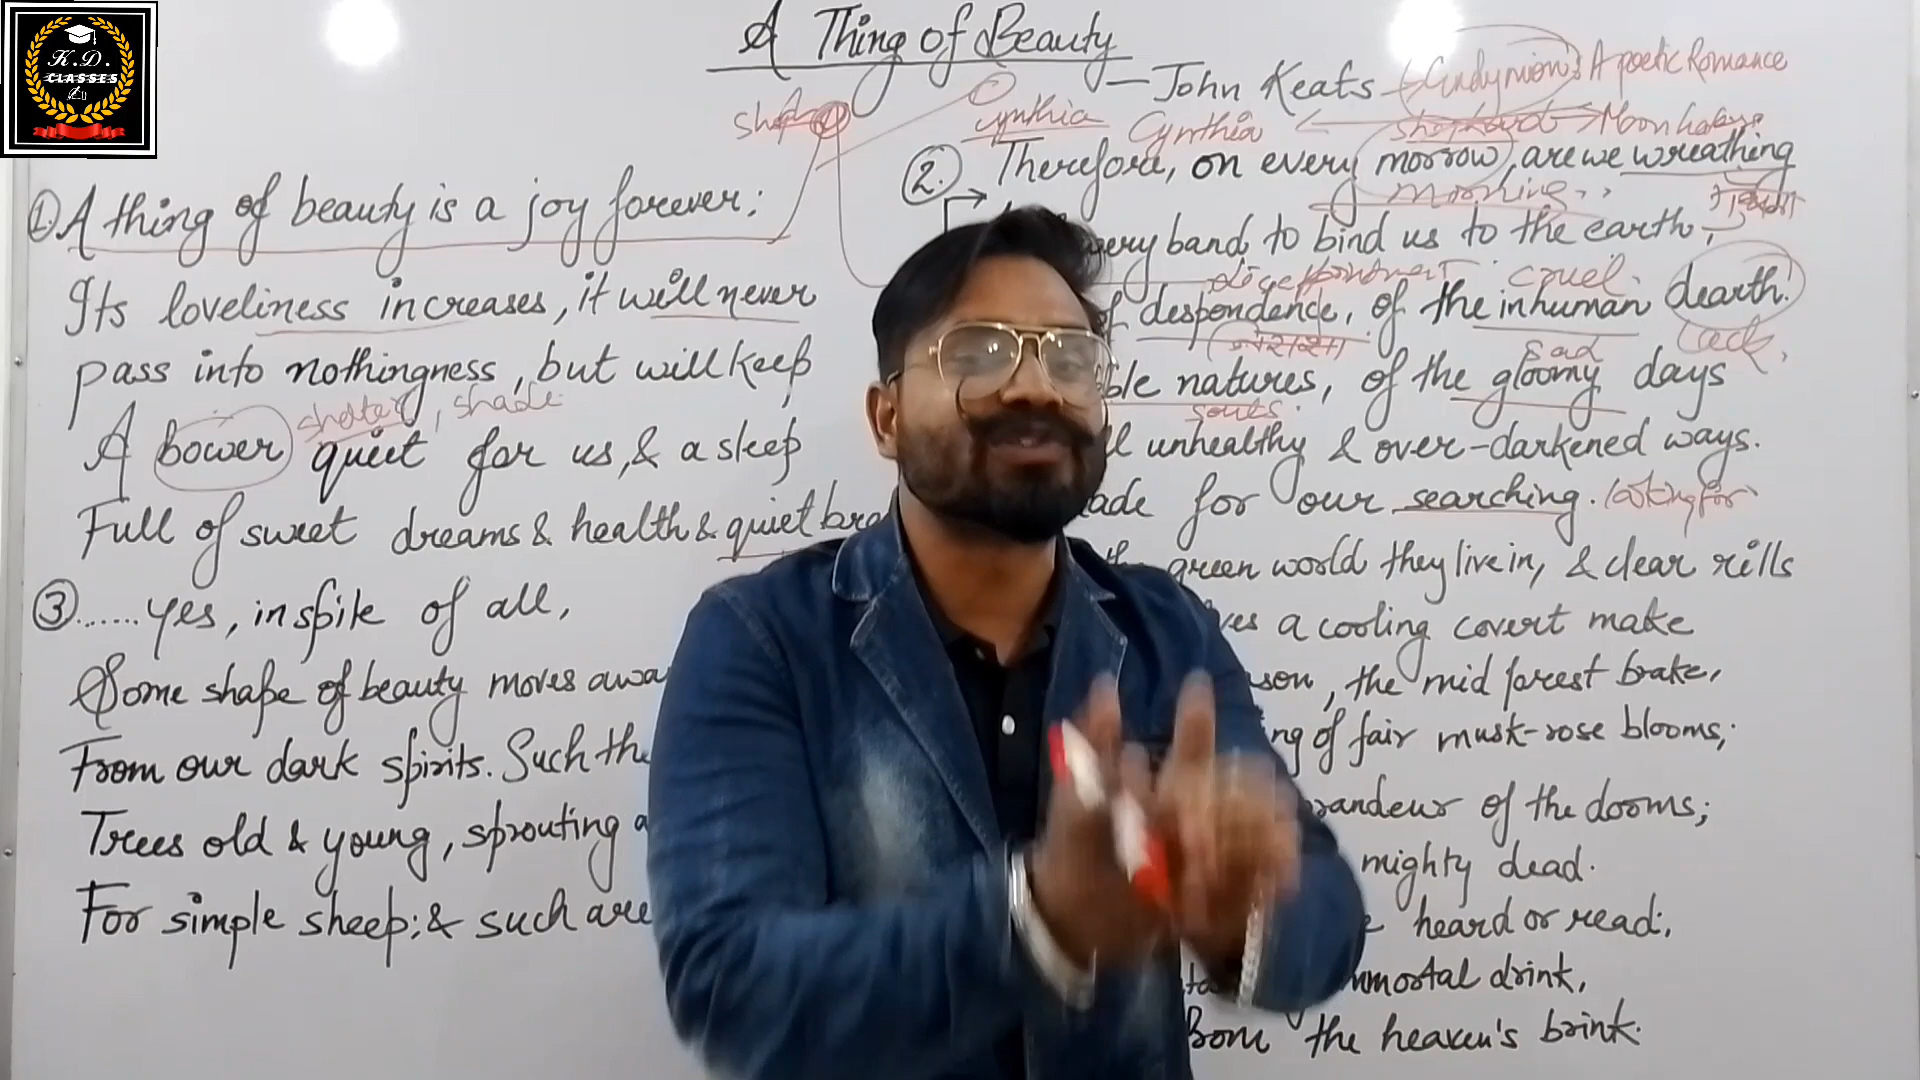 K.D.
CLASSES
A Thing of Beauty
— John Keats
Endymion: A poetic Romance
Cynthia Cynthia shepherd
①. A thing of beauty is a joy forever:
Its loveliness increases, it will never
pass into nothingness, but will keep
shelter, shade
A bower quiet for us, & a sleep
Full of sweet dreams & health & quiet
②. Therefore, on every morrow, are we wreathing
morning
band to bind us to the earth,
cruel
of despondence, of the inhuman dearth!
sad lack
natures, of the gloomy days
souls
unhealthy & over-darkened ways.
for our searching. looking for
green world they live in, & clear rills
a cooling covert make
, the mid forest brake,
of fair musk-rose blooms;
of the dooms;
mighty dead.
heard or read;
drink,
the heaven's brink.
③......yes, in spite of all,
Some shape of beauty moves
From our dark spirits. Such
Trees old & young, sprouting
For simple sheep; & such are